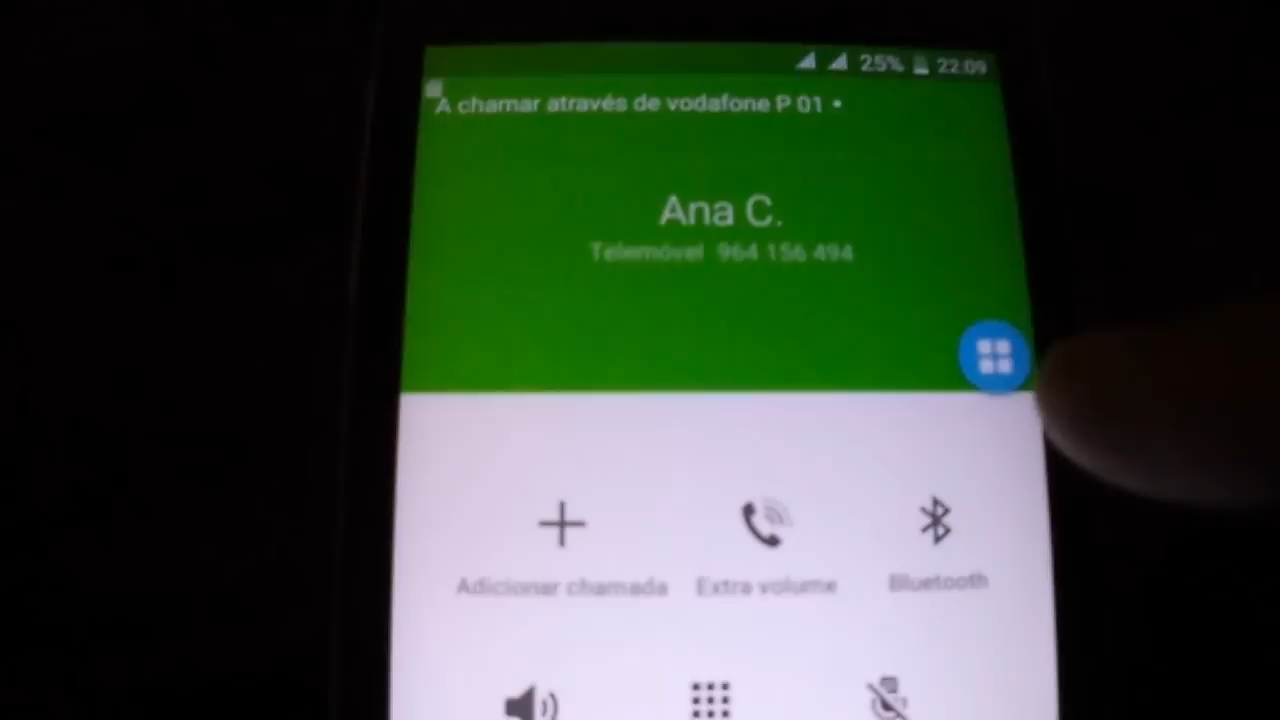 25% 22:09
A chamar através de vodafone P 01 •
Ana C.
Telemóvel 964 156 494
Adicionar chamada Extra volume Bluetooth